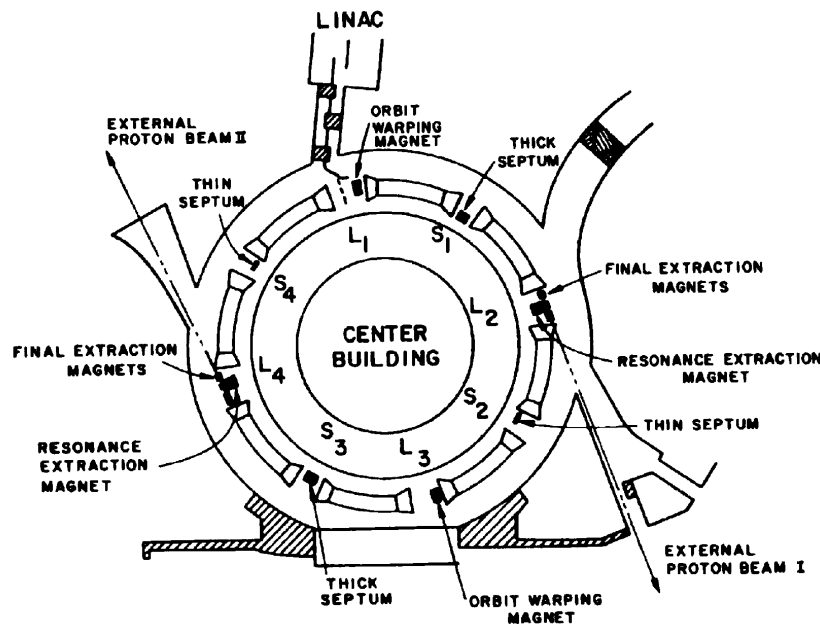 LINAC
EXTERNAL
PROTON BEAM II
ORBIT
WARPING
MAGNET
THICK
SEPTUM
THIN
SEPTUM
L1
S1
S4
L2
FINAL EXTRACTION
MAGNETS
CENTER
BUILDING
FINAL EXTRACTION
MAGNETS
L4
RESONANCE EXTRACTION
MAGNET
S2
THIN SEPTUM
S3
L3
RESONANCE
EXTRACTION
MAGNET
EXTERNAL
PROTON BEAM I
THICK
SEPTUM
ORBIT WARPING
MAGNET